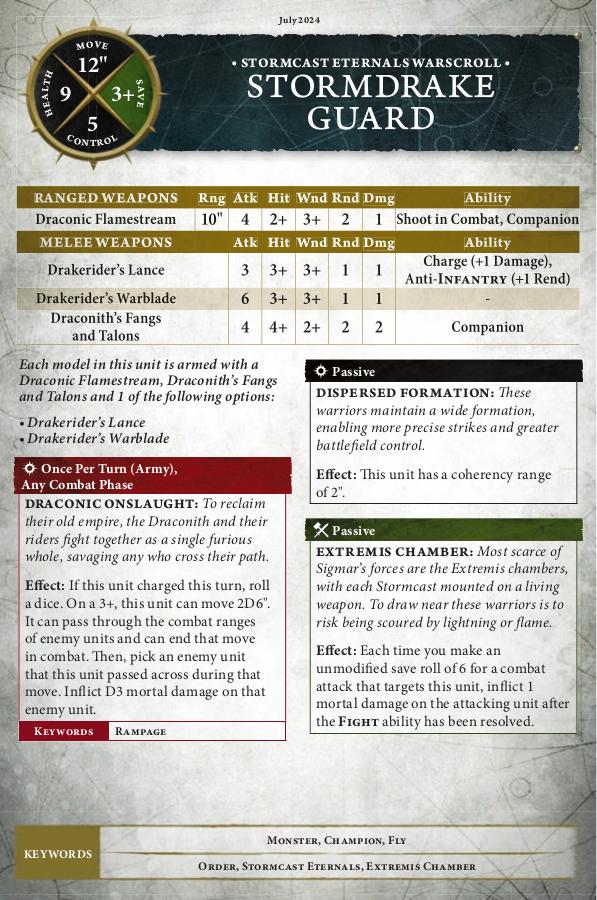 July 2024
MOVE
12"
HEALTH
9
3+
SAVE
5
CONTROL
• STORMCAST ETERNALS WARSCROLL •
STORMDRAKE
GUARD
RANGED WEAPONS Rng Atk Hit Wnd Rnd Dmg Ability
Draconic Flamestream 10" 4 2+ 3+ 2 1 Shoot in Combat, Companion
MELEE WEAPONS Atk Hit Wnd Rnd Dmg Ability
Drakerider's Lance 3 3+ 3+ 1 1 Charge (+1 Damage),
Anti-INFANTRY (+1 Rend)
Drakerider's Warblade 6 3+ 3+ 1 1 -
Draconith's Fangs
and Talons 4 4+ 2+ 2 2 Companion
Each model in this unit is armed with a
Draconic Flamestream, Draconith's Fangs
and Talons and 1 of the following options:
• Drakerider's Lance
• Drakerider's Warblade
Once Per Turn (Army),
Any Combat Phase
DRACONIC ONSLAUGHT: To reclaim
their old empire, the Draconith and their
riders fight together as a single furious
whole, savaging any who cross their path.
Effect: If this unit charged this turn, roll
a dice. On a 3+, this unit can move 2D6".
It can pass through the combat ranges
of enemy units and can end that move
in combat. Then, pick an enemy unit
that this unit passed across during that
move. Inflict D3 mortal damage on that
enemy unit.
KEYWORDS RAMPAGE
Passive
DISPERSED FORMATION: These
warriors maintain a wide formation,
enabling more precise strikes and greater
battlefield control.
Effect: This unit has a coherency range
of 2".
Passive
EXTREMIS CHAMBER: Most scarce of
Sigmar's forces are the Extremis chambers,
with each Stormcast mounted on a living
weapon. To draw near these warriors is to
risk being scoured by lightning or flame.
Effect: Each time you make an
unmodified save roll of 6 for a combat
attack that targets this unit, inflict 1
mortal damage on the attacking unit after
the FIGHT ability has been resolved.
KEYWORDS
MONSTER, CHAMPION, FLY
ORDER, STORMCAST ETERNALS, EXTREMIS CHAMBER